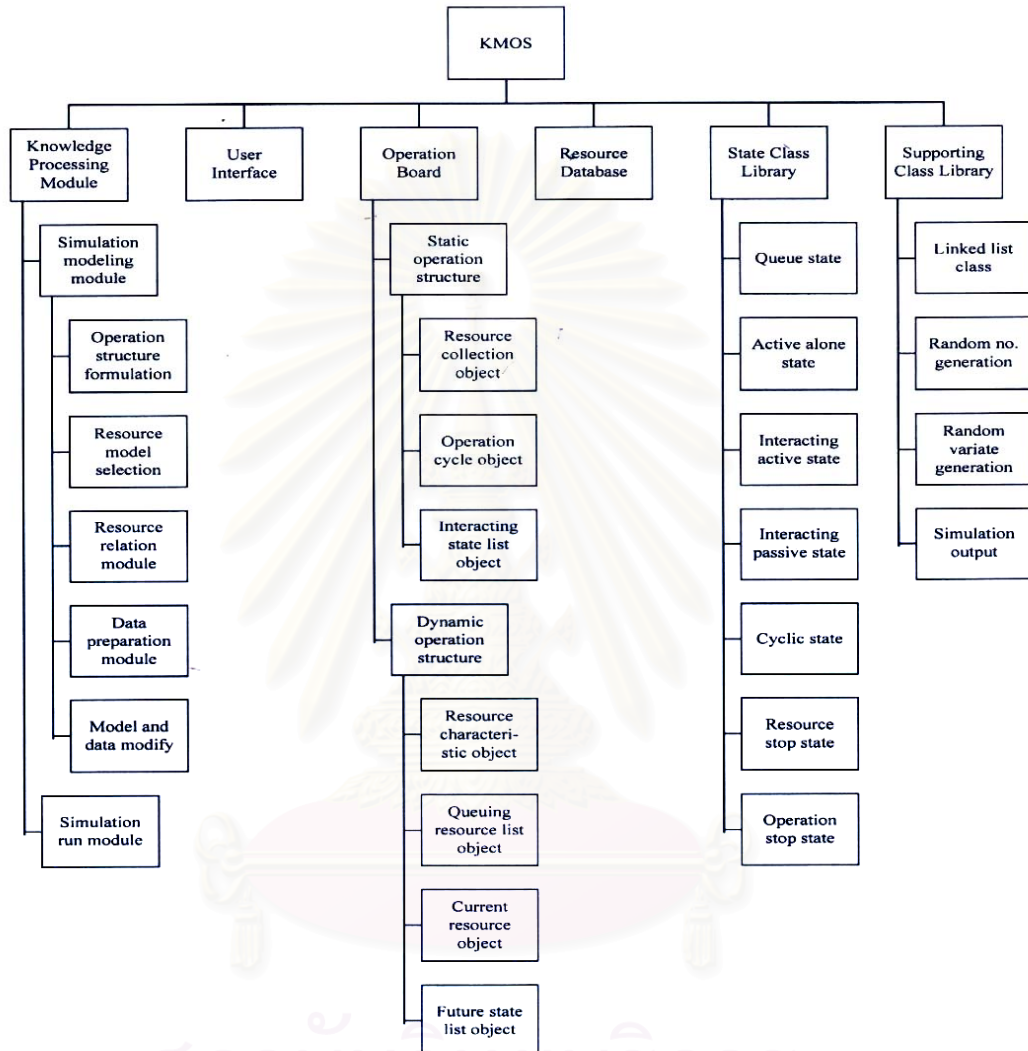 KMOS
Knowledge
Processing
Module
User
Interface
Operation
Board
Resource
Database
State Class
Library
Supporting
Class Library
Simulation
modeling
module
Operation
structure
formulation
Resource
model
selection
Resource
relation
module
Data
preparation
module
Model and
data modify
Simulation
run module
Static
operation
structure
Resource
collection
object
Operation
cycle object
Interacting
state list
object
Dynamic
operation
structure
Resource
characteri-
stic object
Queuing
resource list
object
Current
resource
object
Future state
list object
Queue state
Active alone
state
Interacting
active state
Interacting
passive state
Cyclic state
Resource
stop state
Operation
stop state
Linked list
class
Random no.
generation
Random
variate
generation
Simulation
output